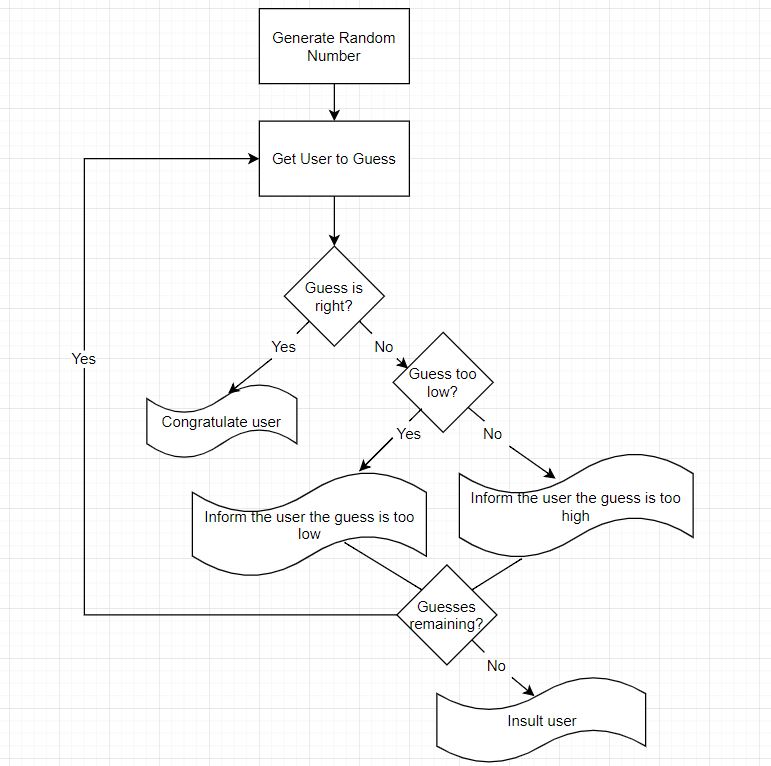 Generate Random
Number
Get User to Guess
Guess is
right?
Yes
No
Yes
Guess too
low?
Congratulate user
Yes
No
Inform the user the guess is too
low
Inform the user the guess is too
high
Guesses
remaining?
No
Insult user